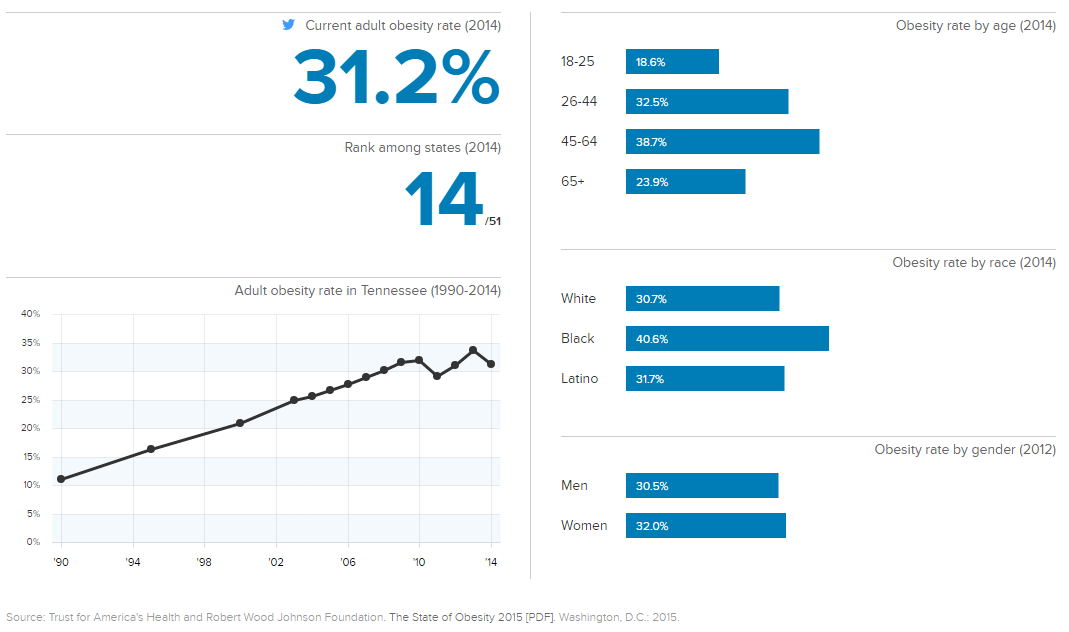 Current adult obesity rate (2014)
31.2%
Rank among states (2014)
14/51
Adult obesity rate in Tennessee (1990-2014)
40%
35%
30%
25%
20%
15%
10%
5%
0%
'90 '94 '98 '02 '06 '10 '14
Obesity rate by age (2014)
18-25 18.6%
26-44 32.5%
45-64 38.7%
65+ 23.9%
Obesity rate by race (2014)
White 30.7%
Black 40.6%
Latino 31.7%
Obesity rate by gender (2012)
Men 30.5%
Women 32.0%
Source: Trust for America's Health and Robert Wood Johnson Foundation. The State of Obesity 2015 [PDF]. Washington, D.C.: 2015.